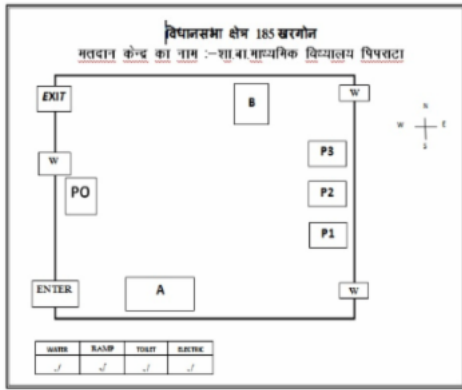 विधानसभा क्षेत्र 185 खरगोन
मतदान केन्द्र का नाम :-शा.बा.माध्यमिक विध्यालय पिपराटा
EXIT
B
W
N
W E
S
P3
W
PO
P2
P1
ENTER
A
W
WATER RAMP TOILET ELECTRIC
√ √ √ √